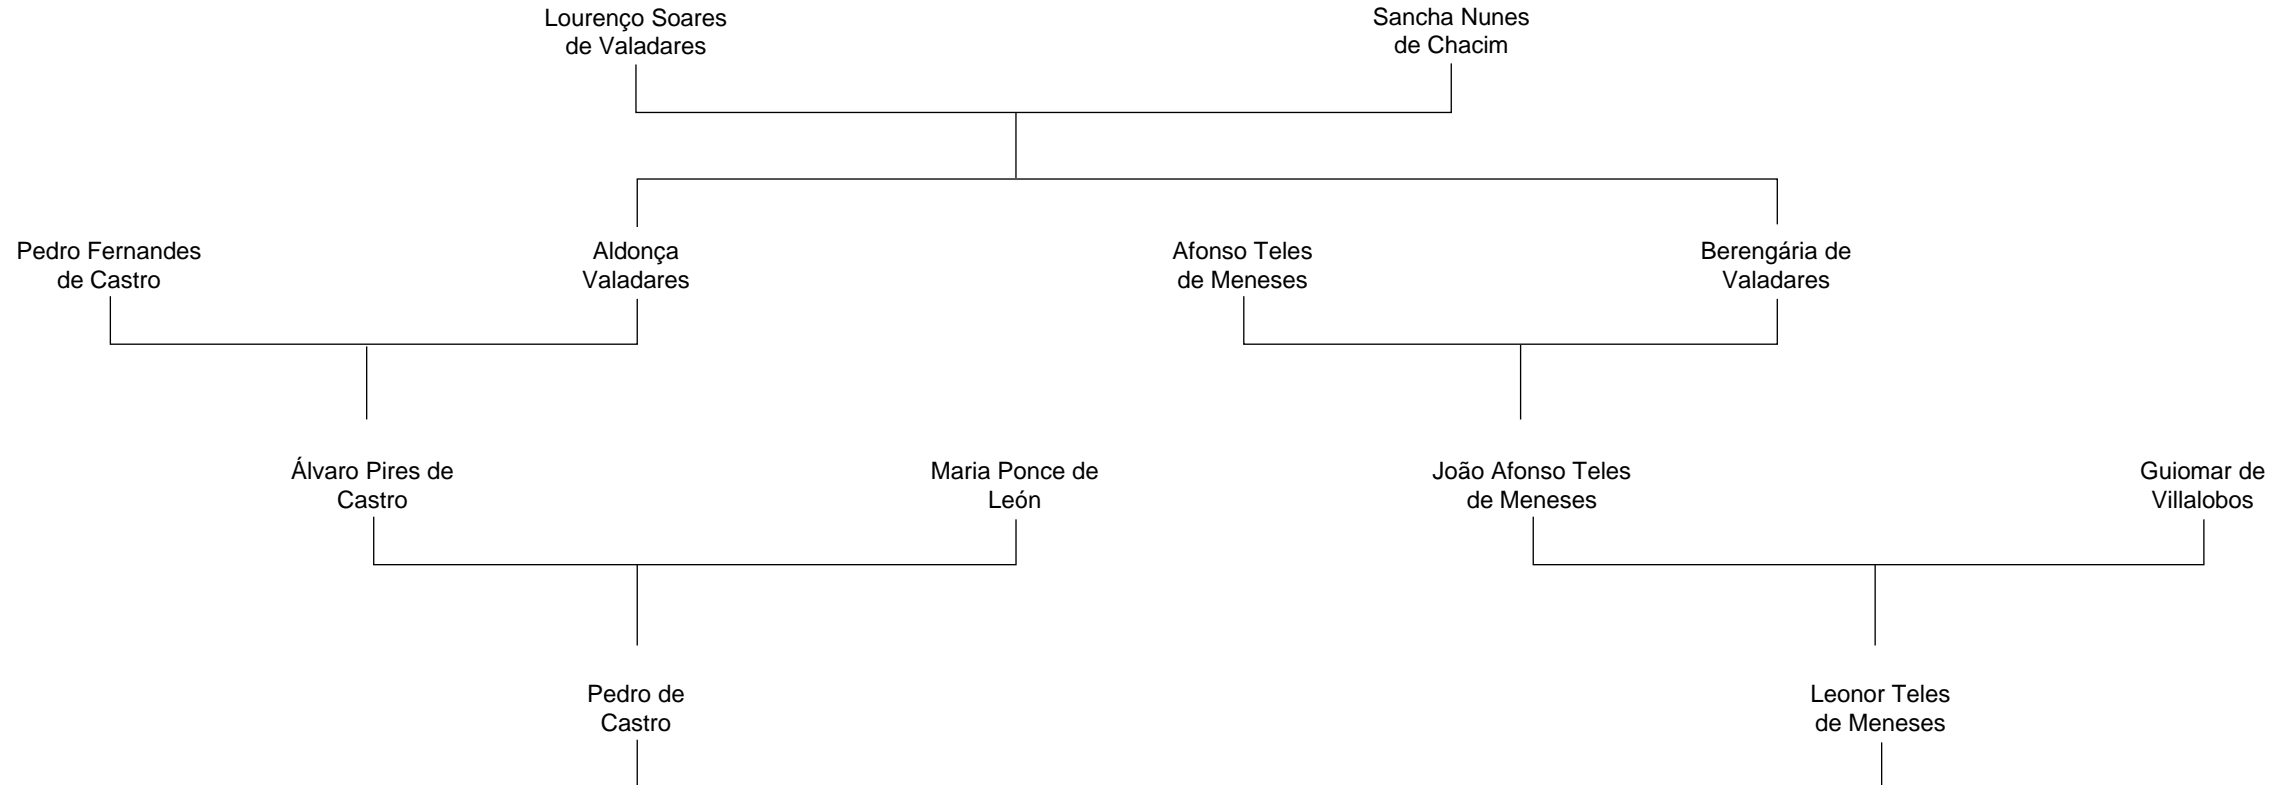 Lourenço Soares
de Valadares
Sancha Nunes
de Chacim
Pedro Fernandes
de Castro
Aldonça
Valadares
Afonso Teles
de Meneses
Berengária de
Valadares
Álvaro Pires de
Castro
Maria Ponce de
León
João Afonso Teles
de Meneses
Guiomar de
Villalobos
Pedro de
Castro
Leonor Teles
de Meneses